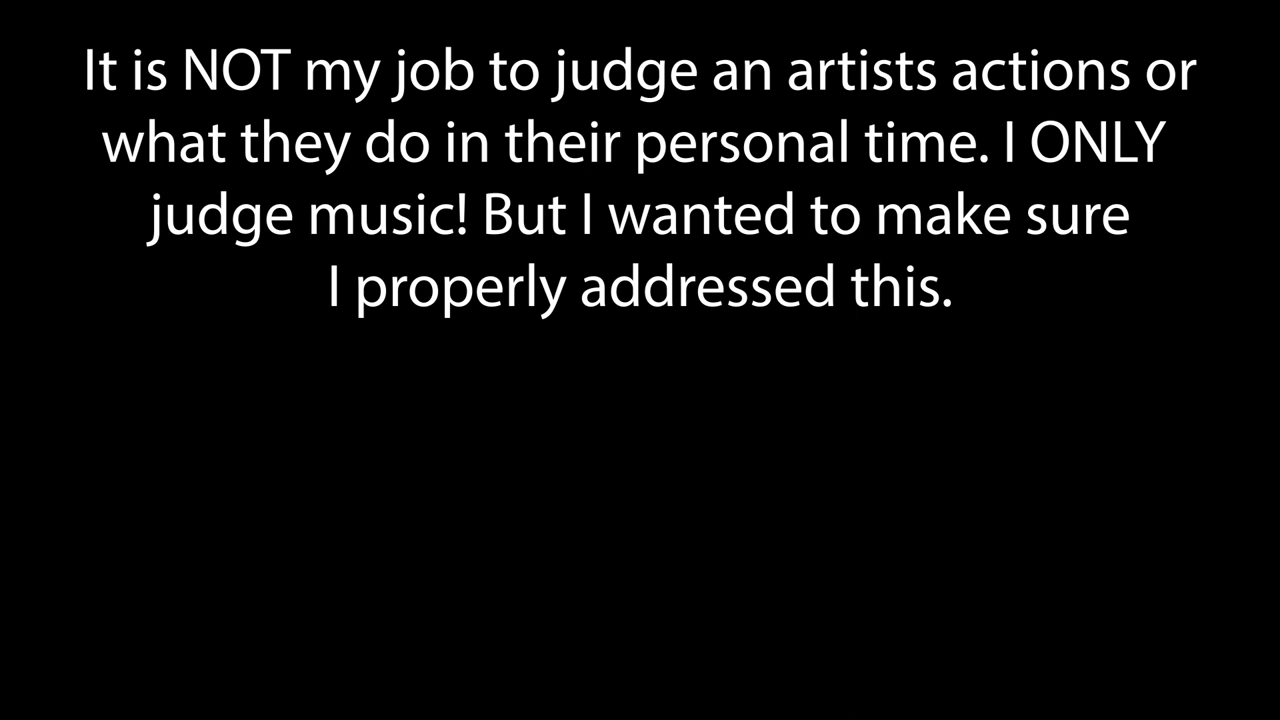 It is NOT my job to judge an artists actions or
what they do in their personal time. I ONLY
judge music! But I wanted to make sure
I properly addressed this.